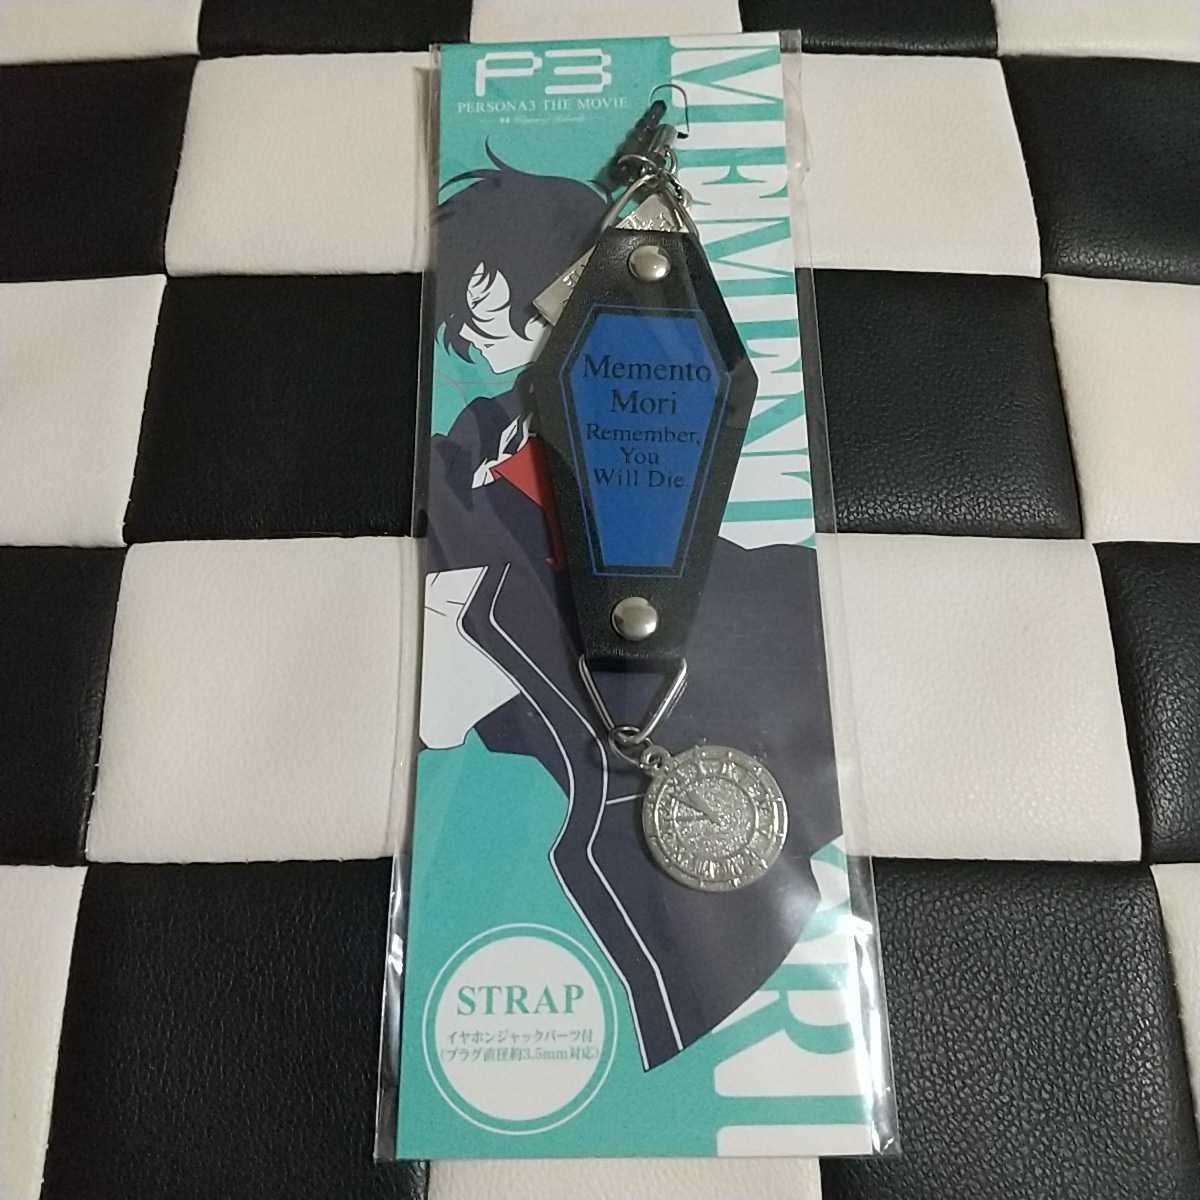 P3
PERSONA3 THE MOVIE
Memento
Mori
Remember,
You
Will Die.
STRAP
イヤホンジャックパーツ付
(プラグ直径約3.5mm対応)